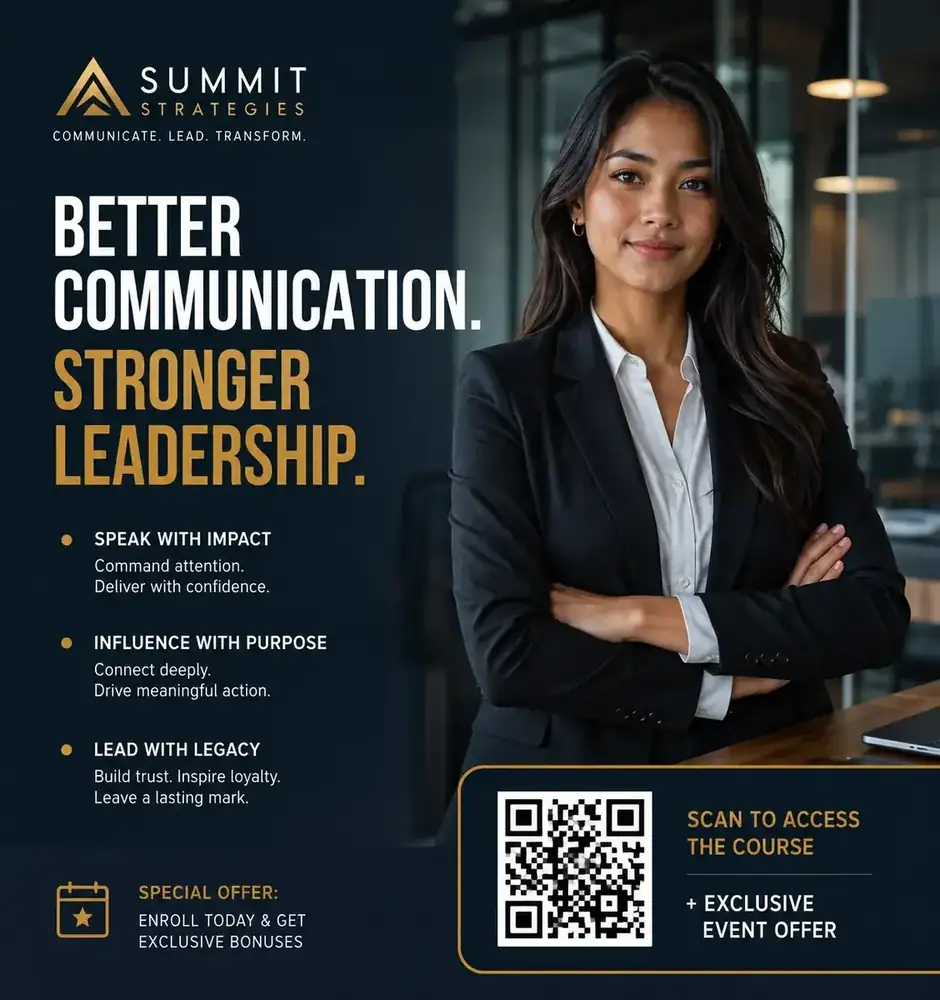 SUMMIT
STRATEGIES
COMMUNICATE. LEAD. TRANSFORM.
BETTER
COMMUNICATION.
STRONGER
LEADERSHIP.
SPEAK WITH IMPACT
Command attention.
Deliver with confidence.
INFLUENCE WITH PURPOSE
Connect deeply.
Drive meaningful action.
LEAD WITH LEGACY
Build trust. Inspire loyalty.
Leave a lasting mark.
SPECIAL OFFER:
ENROLL TODAY & GET
EXCLUSIVE BONUSES
SCAN TO ACCESS
THE COURSE
+ EXCLUSIVE
EVENT OFFER